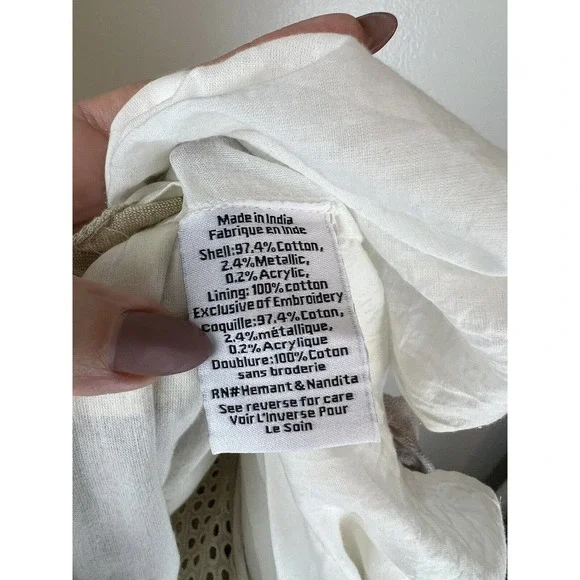 Made in India
Fabrique en Inde
Shell:97.4%Cotton,
2.4%Metallic,
0.2%Acrylic,
Lining: 100% cotton
Exclusive of Embroidery
Coquille:97.4%Coton,
2.4%métallique,
0.2%Acrylique
Doublure:100%Coton
sans broderie
RN#Hemant & Nandita
See reverse for care
Voir L'Inverse Pour
Le Soin